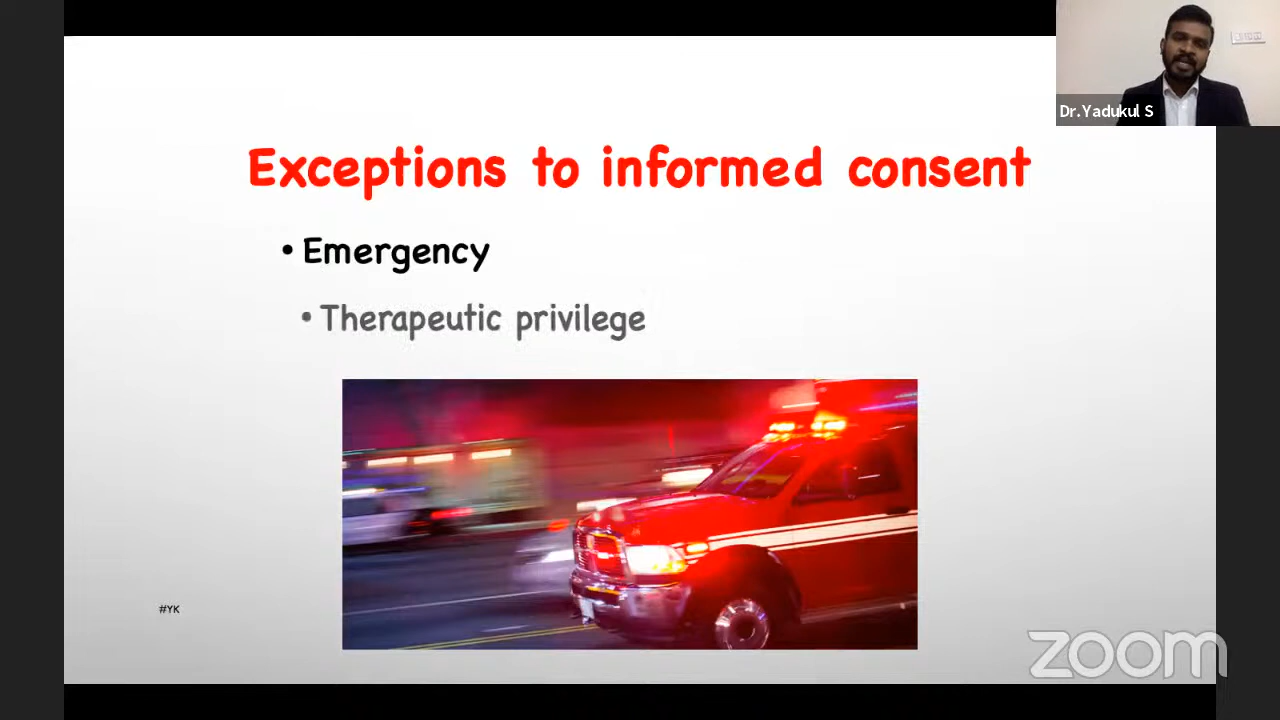 Dr.Yadukul S
Exceptions to informed consent
• Emergency
• Therapeutic privilege
#YK
zoom